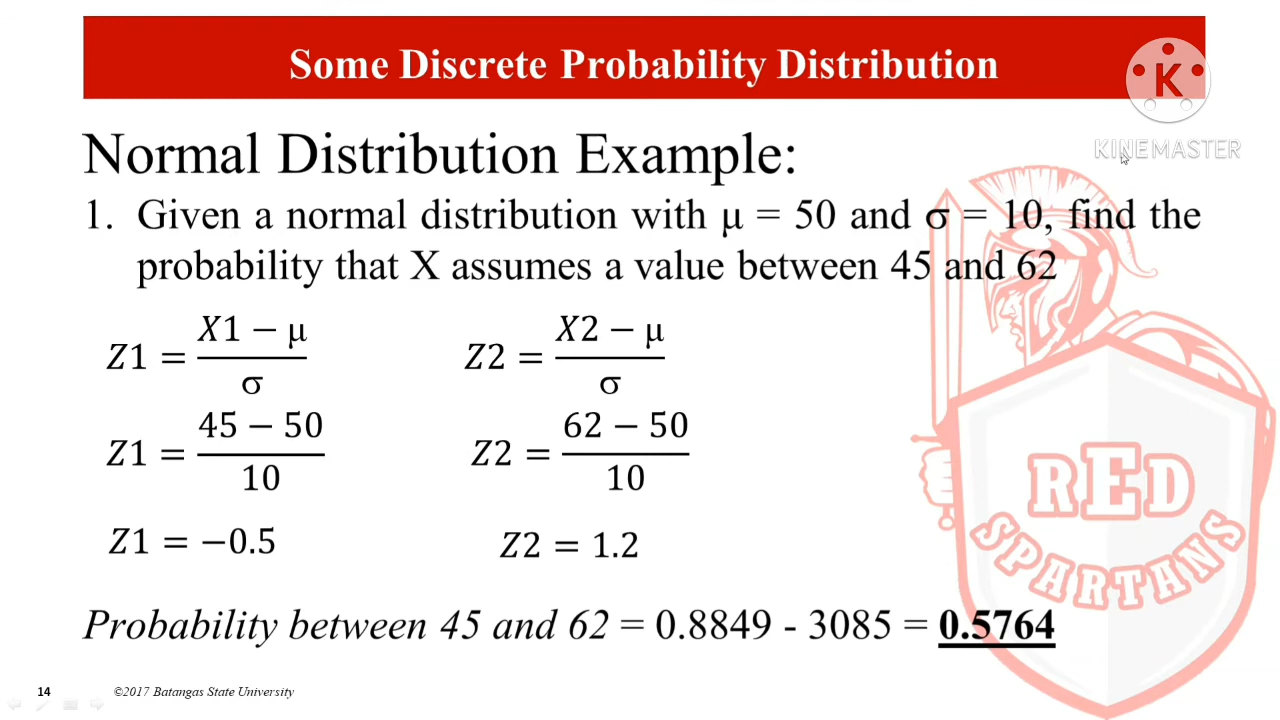 Some Discrete Probability Distribution
K
KINEMASTER
Normal Distribution Example:
1. Given a normal distribution with μ = 50 and σ = 10, find the
probability that X assumes a value between 45 and 62
Z1 = (X1 − μ)/σ
Z2 = (X2 − μ)/σ
Z1 = (45 − 50)/10
Z2 = (62 − 50)/10
Z1 = −0.5
Z2 = 1.2
RED
SPARTANS
Probability between 45 and 62 = 0.8849 - 3085 = 0.5764
14
©2017 Batangas State University